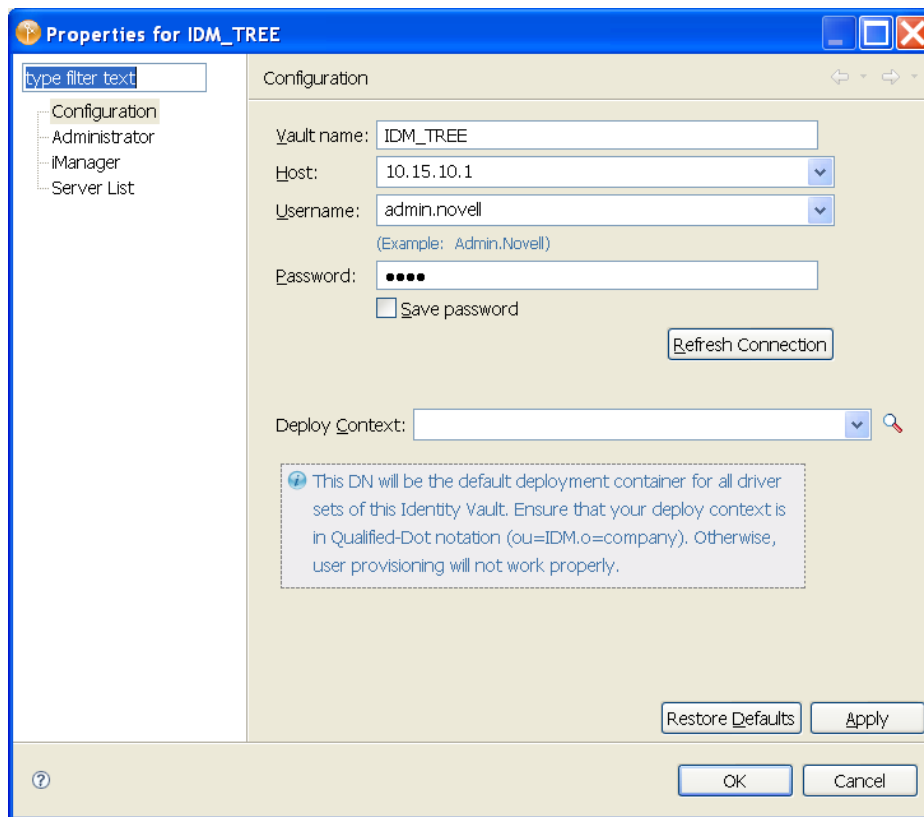 Properties for IDM_TREE
type filter text
Configuration
Administrator
iManager
Server List
Configuration
Vault name: IDM_TREE
Host: 10.15.10.1
Username: admin.novell
(Example: Admin.Novell)
Password: ●●●●
Save password
Refresh Connection
Deploy Context:
This DN will be the default deployment container for all driver
sets of this Identity Vault. Ensure that your deploy context is
in Qualified-Dot notation (ou=IDM.o=company). Otherwise,
user provisioning will not work properly.
Restore Defaults
Apply
?
OK
Cancel